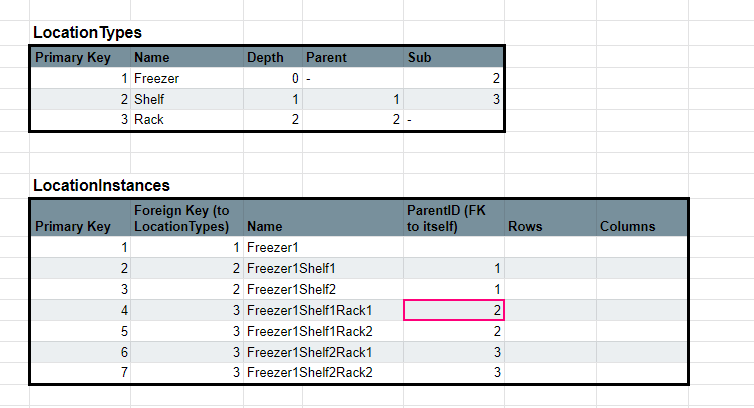 LocationTypes
Primary Key Name Depth Parent Sub
1 Freezer 0 - 2
2 Shelf 1 1 3
3 Rack 2 2 -
LocationInstances
Primary Key Foreign Key (to LocationTypes) Name ParentID (FK to itself) Rows Columns
1 1 Freezer1
2 2 Freezer1Shelf1 1
3 2 Freezer1Shelf2 1
4 3 Freezer1Shelf1Rack1 2
5 3 Freezer1Shelf1Rack2 2
6 3 Freezer1Shelf2Rack1 3
7 3 Freezer1Shelf2Rack2 3